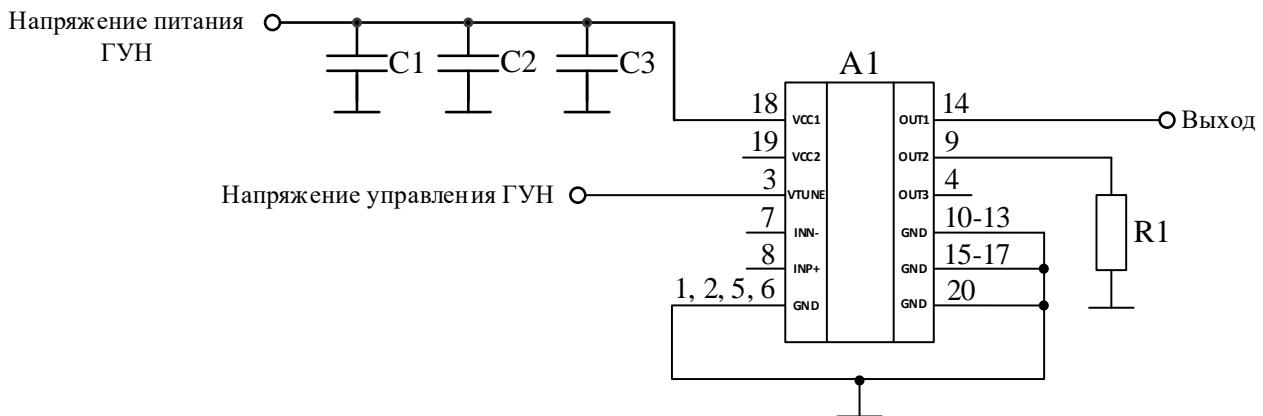 Напряжение питания
ГУН
C1
C2
C3
A1
18
VCC1
OUT1
14
Выход
19
VCC2
OUT2
9
Напряжение управления ГУН
3
VTUNE
OUT3
4
7
INN-
GND
10-13
R1
8
INP+
GND
15-17
1, 2, 5, 6
GND
GND
20